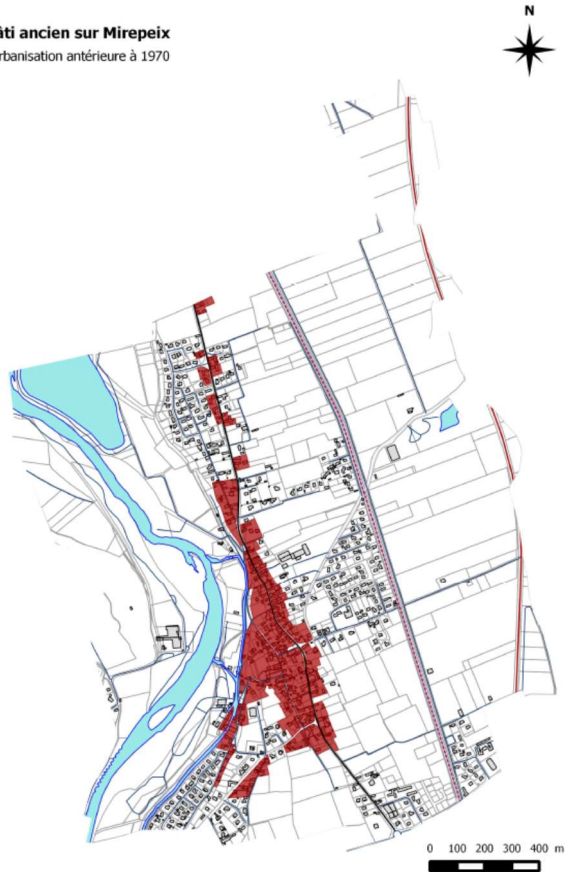 N
âti ancien sur Mirepeix
rbanisation antérieure à 1970
0 100 200 300 400 m